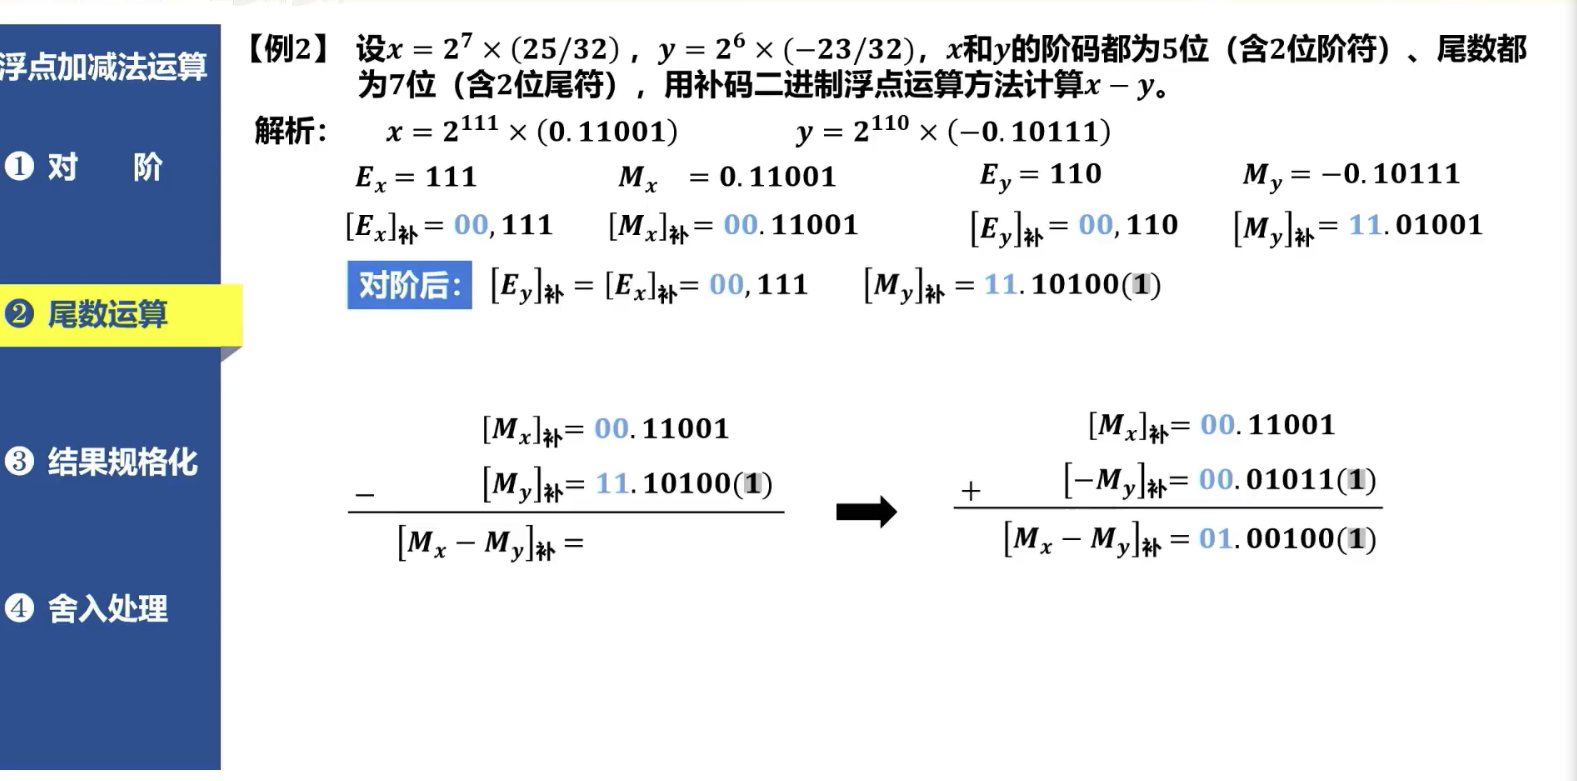 浮点加减法运算
❶ 对 阶
❷ 尾数运算
❸ 结果规格化
❹ 舍入处理
【例2】 设x = 2⁷ × (25/32)，y = 2⁶ × (−23/32)，x和y的阶码都为5位（含2位阶符）、尾数都
为7位（含2位尾符），用补码二进制浮点运算方法计算x − y。
解析： x = 2¹¹¹ × (0.11001) y = 2¹¹⁰ × (−0.10111)
Eₓ = 111 Mₓ = 0.11001 E_y = 110 M_y = −0.10111
[Eₓ]补 = 00,111 [Mₓ]补 = 00.11001 [E_y]补 = 00,110 [M_y]补 = 11.01001
对阶后： [E_y]补 = [Eₓ]补 = 00,111 [M_y]补 = 11.10100(1)
[Mₓ]补 = 00.11001
− [M_y]补 = 11.10100(1)
[Mₓ − M_y]补 =
[Mₓ]补 = 00.11001
+ [−M_y]补 = 00.01011(1)
[Mₓ − M_y]补 = 01.00100(1)